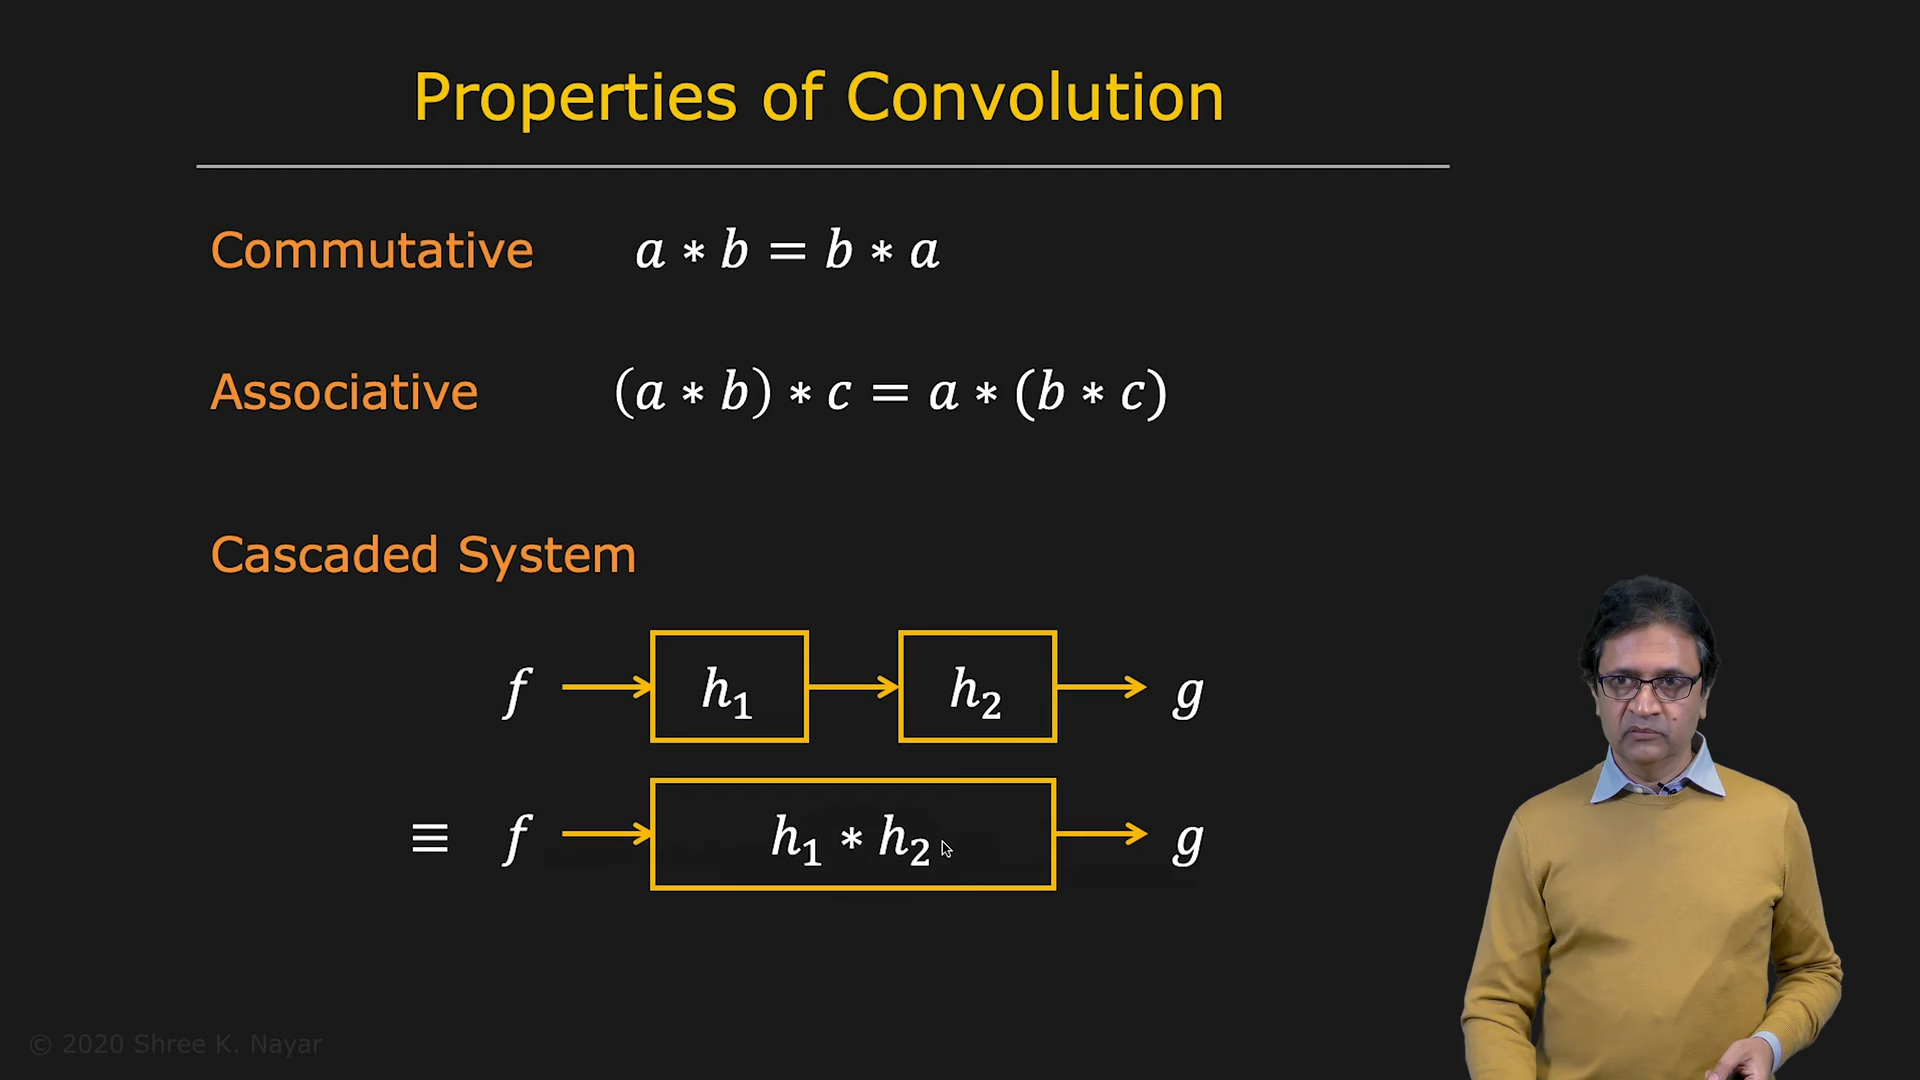 Properties of Convolution
Commutative a ∗ b = b ∗ a
Associative (a ∗ b) ∗ c = a ∗ (b ∗ c)
Cascaded System
f h₁ h₂ g
≡ f h₁ ∗ h₂ g
© 2020 Shree K. Nayar